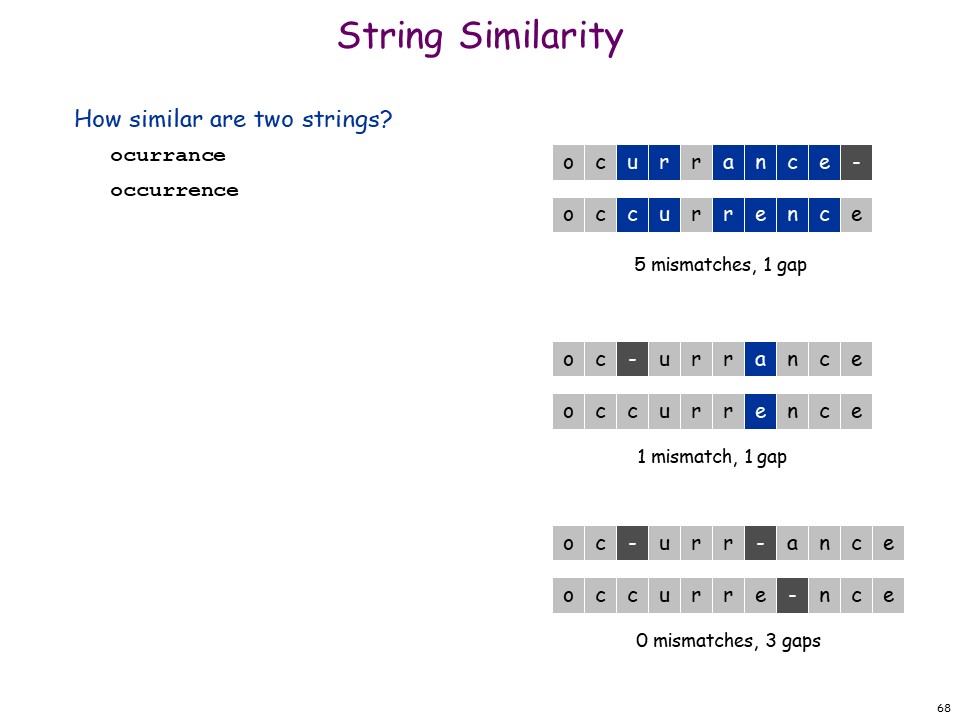 String Similarity
How similar are two strings?
ocurrance
occurrence
o c u r r a n c e -
o c c u r r e n c e
5 mismatches, 1 gap
o c - u r r a n c e
o c c u r r e n c e
1 mismatch, 1 gap
o c - u r r - a n c e
o c c u r r e - n c e
0 mismatches, 3 gaps
68